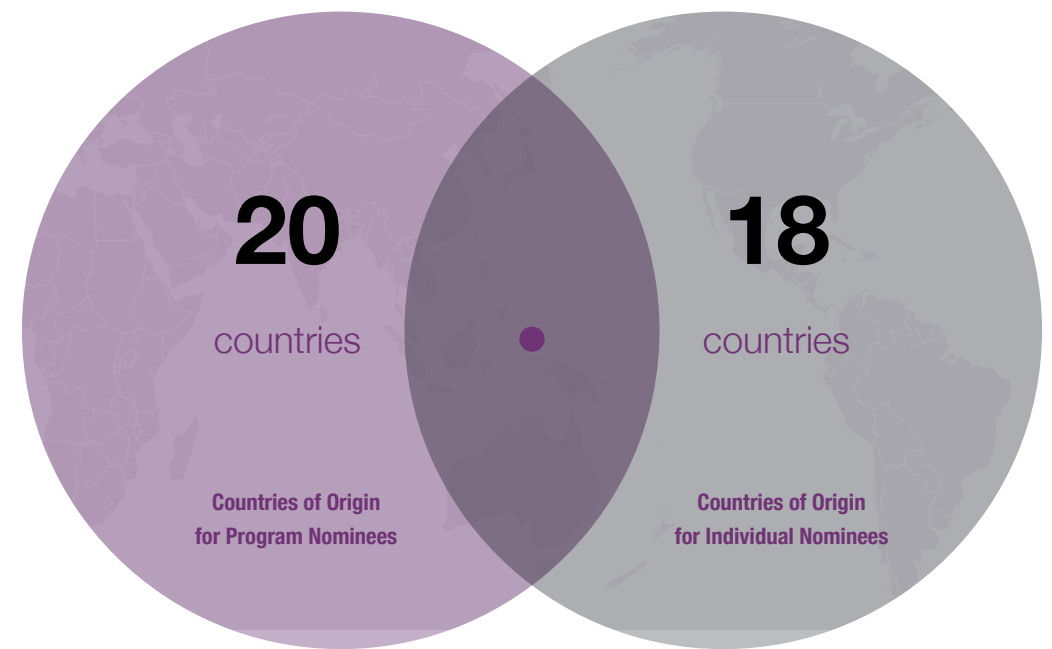 20
countries
Countries of Origin
for Program Nominees
18
countries
Countries of Origin
for Individual Nominees